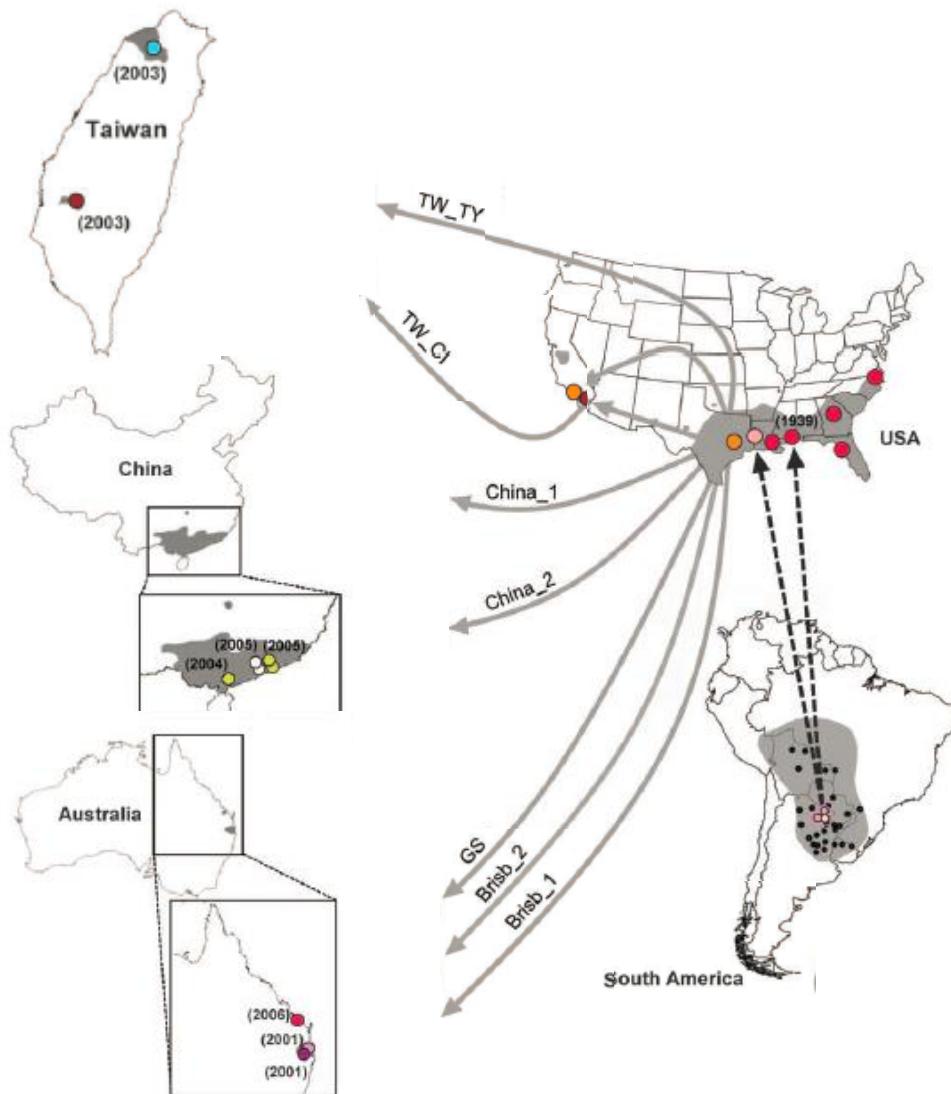 (2003)
Taiwan
(2003)
TW_TY
TW_CI
(1939)
USA
China
China_1
China_2
(2005)
(2005)
(2004)
Australia
GS
Brisb_2
Brisb_1
South America
(2006)
(2001)
(2001)